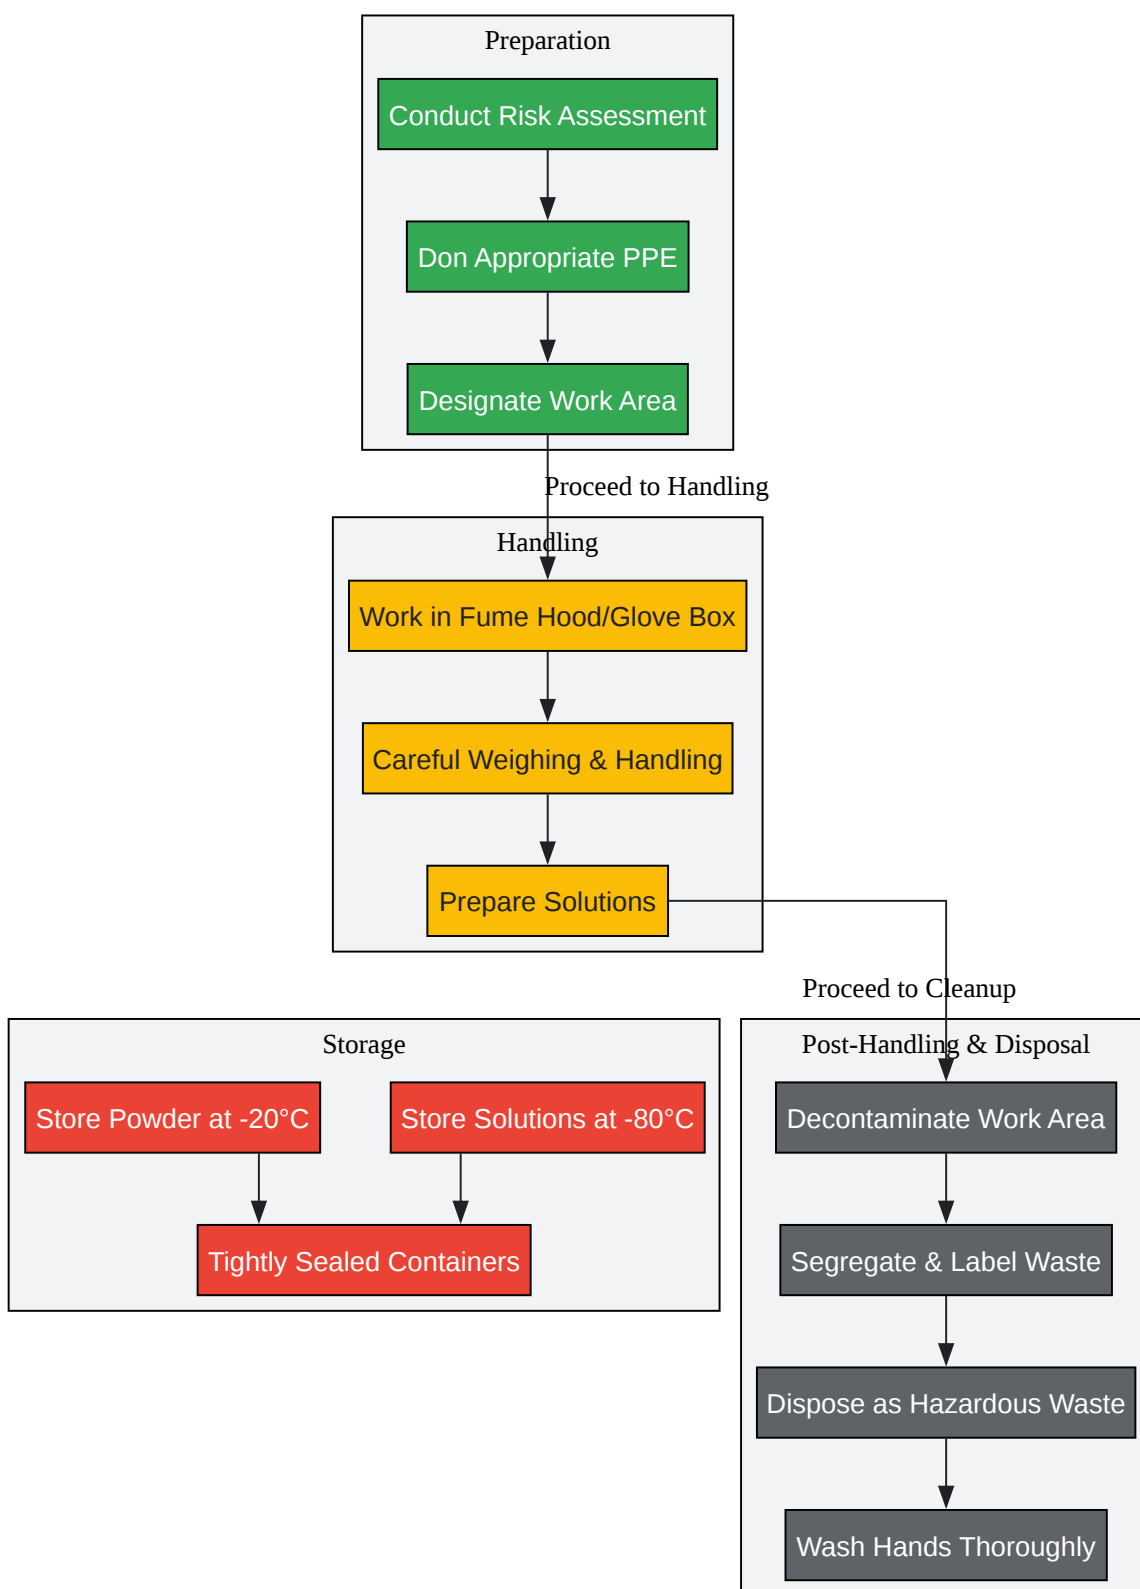 Preparation
Conduct Risk Assessment
Don Appropriate PPE
Designate Work Area
Proceed to Handling
Handling
Work in Fume Hood/Glove Box
Careful Weighing & Handling
Prepare Solutions
Proceed to Cleanup
Storage
Store Powder at -20°C
Store Solutions at -80°C
Tightly Sealed Containers
Post-Handling & Disposal
Decontaminate Work Area
Segregate & Label Waste
Dispose as Hazardous Waste
Wash Hands Thoroughly